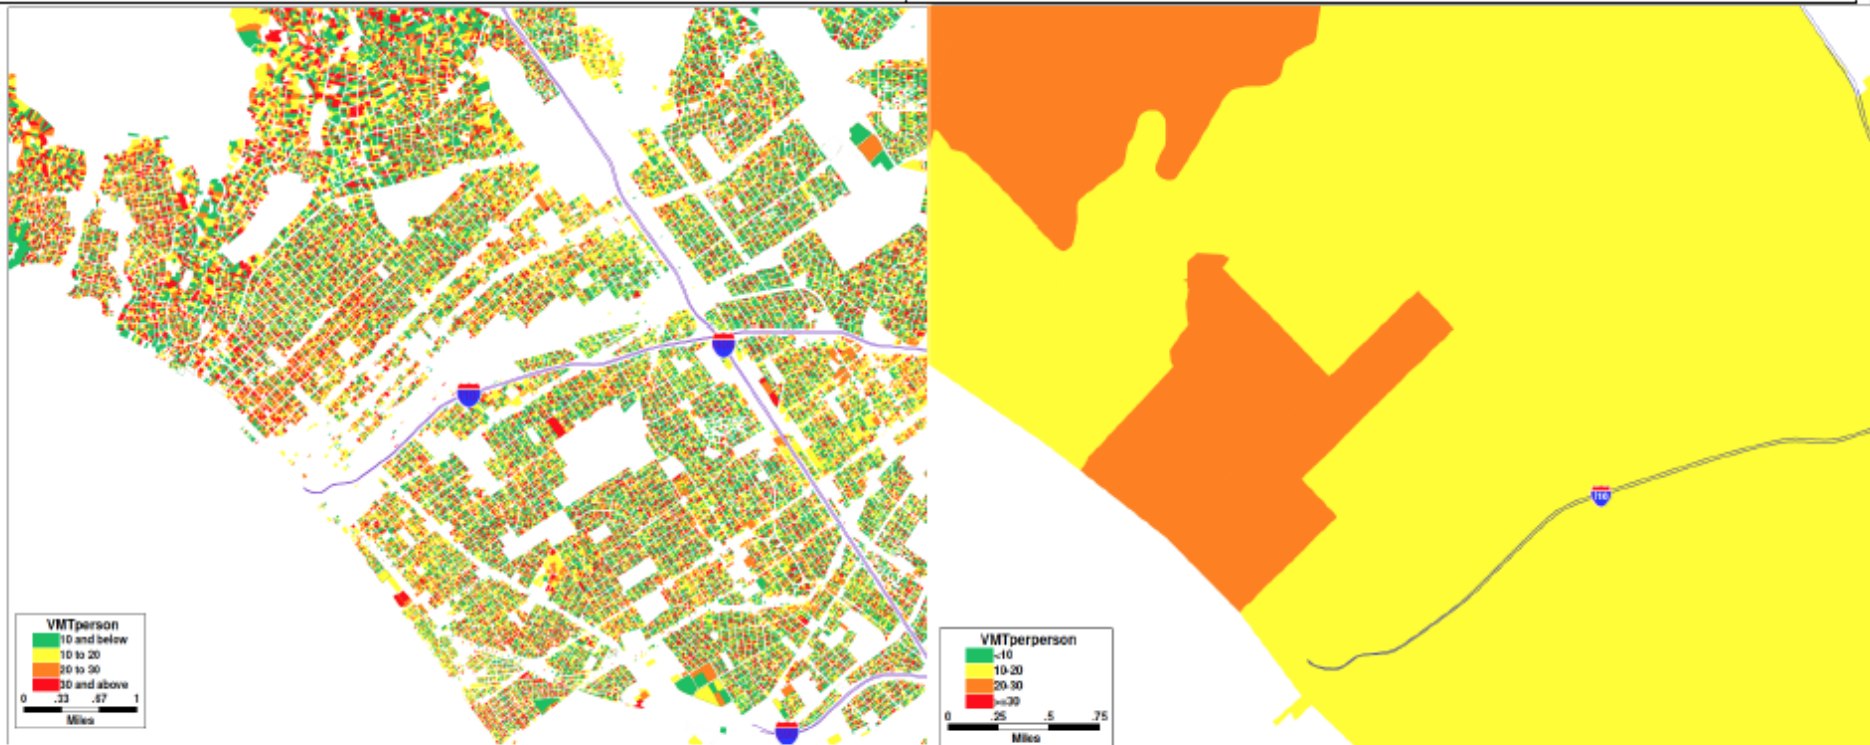 VMTperson
10 and below
10 to 20
20 to 30
30 and above
0 .33 .67 1
Miles
VMTperperson
<10
10-20
20-30
>=30
0 .25 .5 .75
Miles